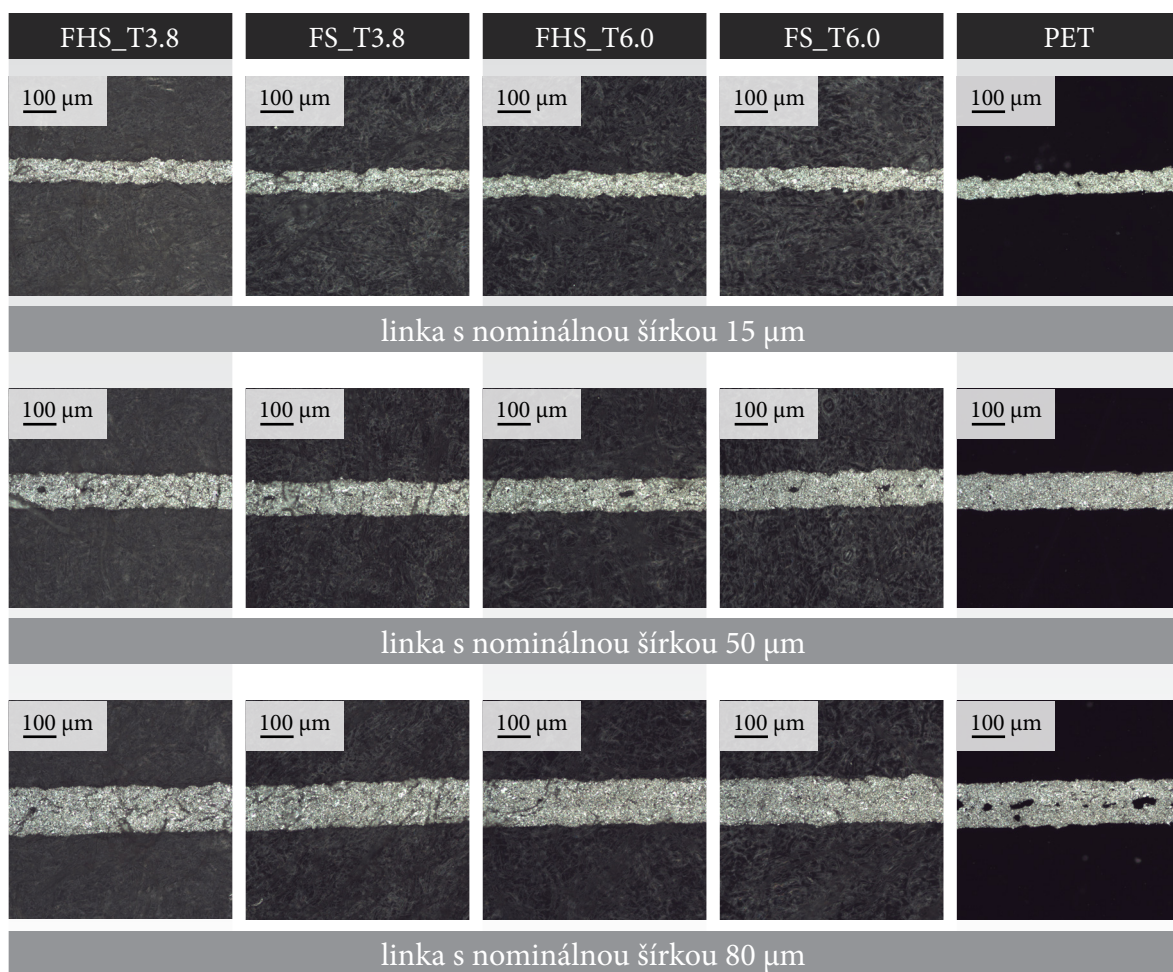 FHS_T3.8 FS_T3.8 FHS_T6.0 FS_T6.0 PET
100 µm 100 µm 100 µm 100 µm 100 µm
linka s nominálnou šírkou 15 µm
100 µm 100 µm 100 µm 100 µm 100 µm
linka s nominálnou šírkou 50 µm
100 µm 100 µm 100 µm 100 µm 100 µm
linka s nominálnou šírkou 80 µm